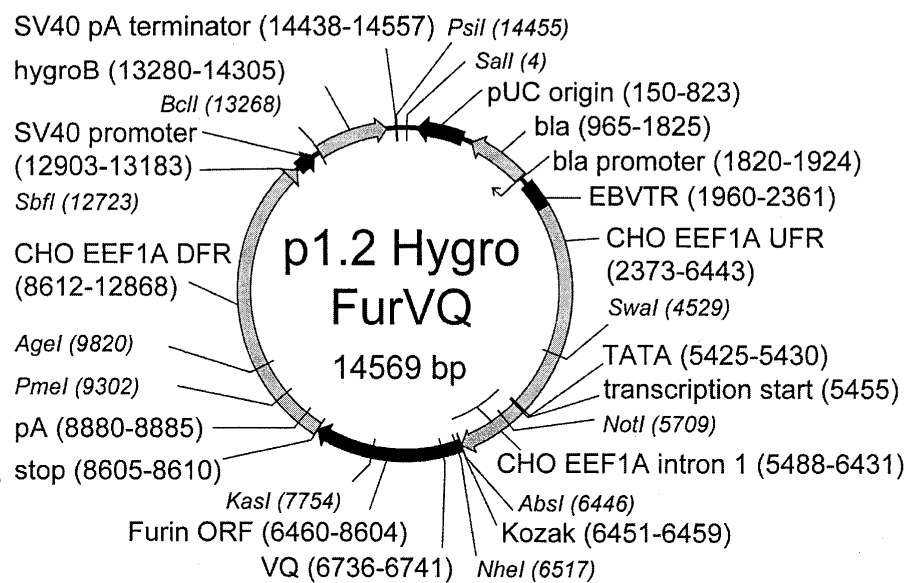 SV40 pA terminator (14438-14557)
PsiI (14455)
hygroB (13280-14305)
SalI (4)
BclI (13268)
pUC origin (150-823)
SV40 promoter
(12903-13183)
bla (965-1825)
bla promoter (1820-1924)
SbfI (12723)
EBVTR (1960-2361)
p1.2 Hygro
FurVQ
14569 bp
CHO EEF1A DFR
(8612-12868)
CHO EEF1A UFR
(2373-6443)
SwaI (4529)
AgeI (9820)
TATA (5425-5430)
PmeI (9302)
transcription start (5455)
pA (8880-8885)
NotI (5709)
stop (8605-8610)
CHO EEF1A intron 1 (5488-6431)
KasI (7754)
AbsI (6446)
Furin ORF (6460-8604)
Kozak (6451-6459)
VQ (6736-6741)
NheI (6517)